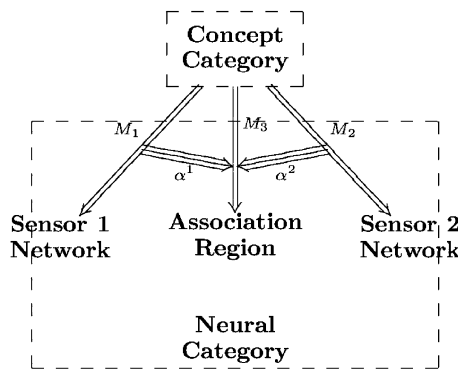 Concept
Category
M₁
M₃
M₂
α¹
α²
Sensor 1
Network
Association
Region
Sensor 2
Network
Neural
Category